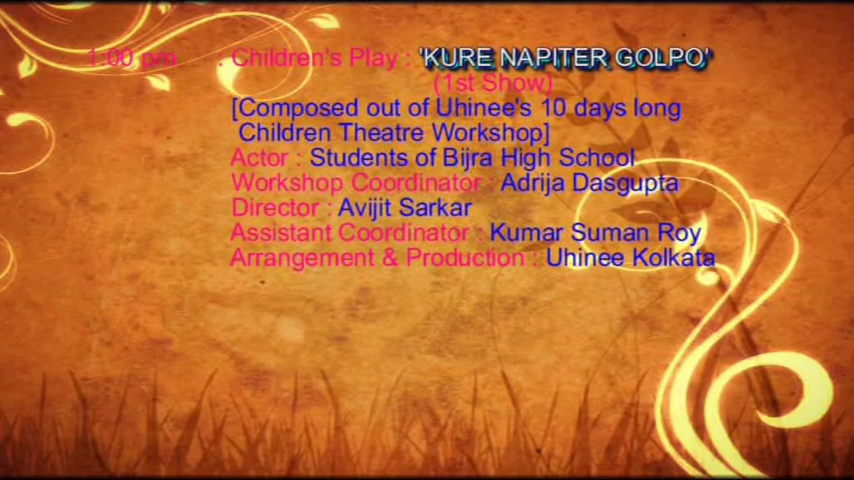 1.00 pm : Children's Play : 'KURE NAPITER GOLPO'
(1st Show)
[Composed out of Uhinee's 10 days long
Children Theatre Workshop]
Actor : Students of Bijra High School
Workshop Coordinator : Adrija Dasgupta
Director : Avijit Sarkar
Assistant Coordinator : Kumar Suman Roy
Arrangement & Production : Uhinee Kolkata